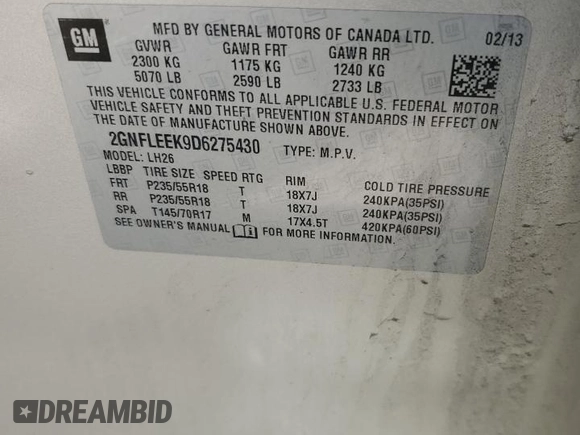 GM
MFD BY GENERAL MOTORS OF CANADA LTD. 02/13
GVWR GAWR FRT GAWR RR
2300 KG 1175 KG 1240 KG
5070 LB 2590 LB 2733 LB
THIS VEHICLE CONFORMS TO ALL APPLICABLE U.S. FEDERAL MOTOR
VEHICLE SAFETY AND THEFT PREVENTION STANDARDS IN EFFECT ON
THE DATE OF MANUFACTURE SHOWN ABOVE.
2GNFLEEK9D6275430 TYPE: M.P.V.
MODEL: LH26
LBBP TIRE SIZE SPEED RTG RIM COLD TIRE PRESSURE
FRT P235/55R18 T 18X7J 240KPA(35PSI)
RR P235/55R18 T 18X7J 240KPA(35PSI)
SPA T145/70R17 M 17X4.5T 420KPA(60PSI)
SEE OWNER'S MANUAL FOR MORE INFORMATION.
DREAMBID